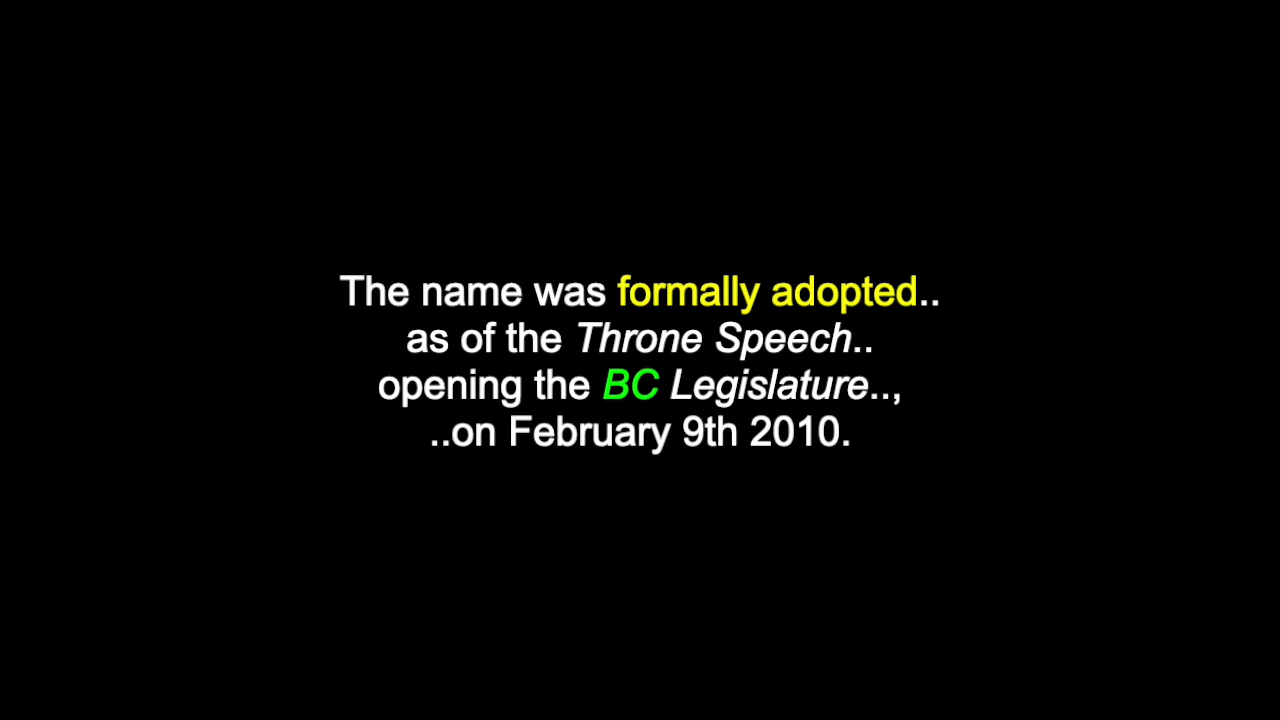 The name was formally adopted..
as of the Throne Speech..
opening the BC Legislature..,
..on February 9th 2010.